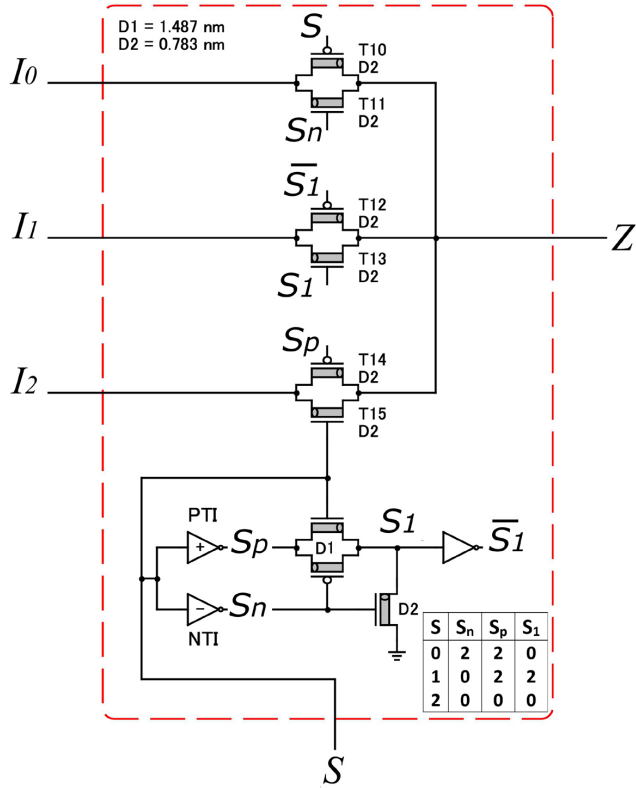 D1 = 1.487 nm
D2 = 0.783 nm
S
T10
D2
I0
T11
D2
Sn
S̅1̅
T12
D2
I1
Z
T13
D2
S1
Sp
T14
D2
I2
T15
D2
PTI
S1
+
Sp
D1
S̅1̅
−
Sn
D2
NTI
S Sn Sp S1
0 2 2 0
1 0 2 2
2 0 0 0
S